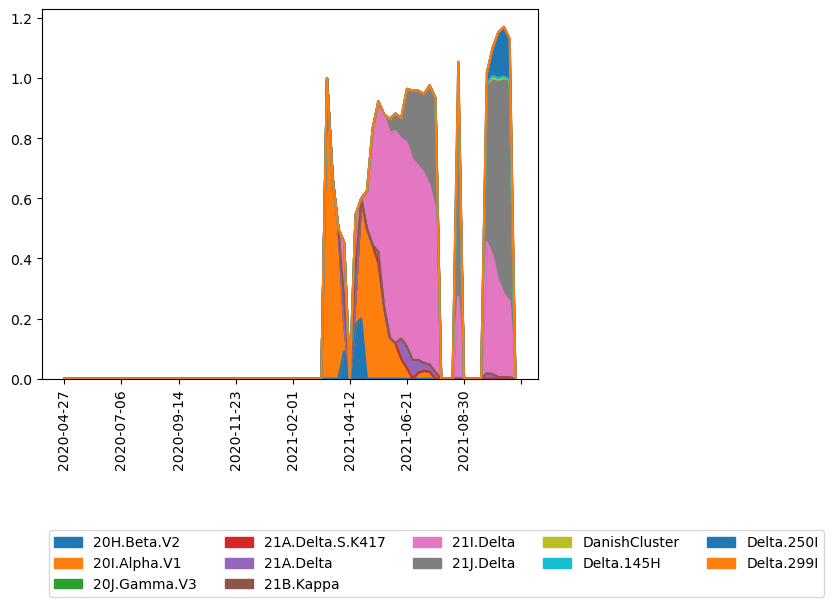 1.2
1.0
0.8
0.6
0.4
0.2
0.0
2020-04-27
2020-07-06
2020-09-14
2020-11-23
2021-02-01
2021-04-12
2021-06-21
2021-08-30
20H.Beta.V2
20I.Alpha.V1
20J.Gamma.V3
21A.Delta.S.K417
21A.Delta
21B.Kappa
21I.Delta
21J.Delta
DanishCluster
Delta.145H
Delta.250I
Delta.299I